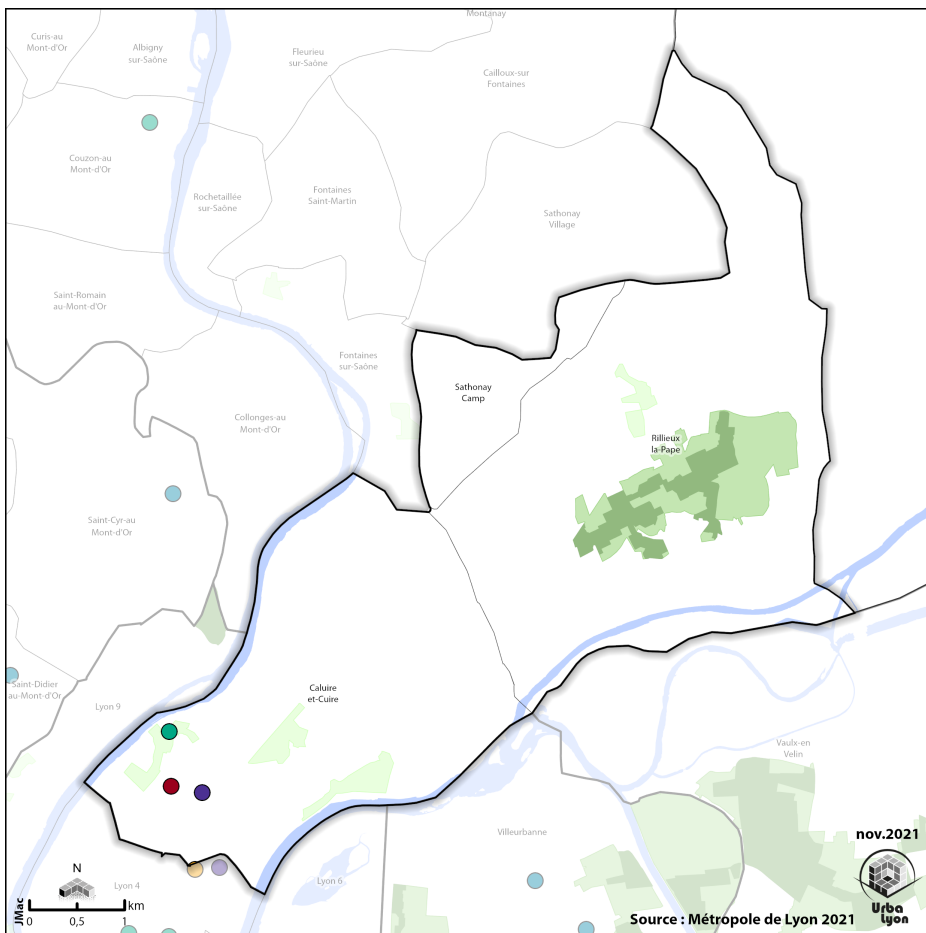 Montanay
Curis-au
Mont-d'Or
Albigny
sur-Saône
Fleurieu
sur-Saône
Cailloux-sur
Fontaines
Couzon-au
Mont-d'Or
Rochetaillée
sur-Saône
Fontaines
Saint-Martin
Sathonay
Village
Saint-Romain
au-Mont-d'Or
Fontaines
sur-Saône
Sathonay
Camp
Collonges-au
Mont-d'Or
Rillieux
la-Pape
Saint-Cyr-au
Mont-d'Or
Saint-Didier
au-Mont-d'Or
Lyon 9
Caluire
et-Cuire
Vaulx-en
Velin
Villeurbanne
nov.2021
Lyon 4
Lyon 6
N
JMac
0 0,5 1 km
Source : Métropole de Lyon 2021
Urba
Lyon